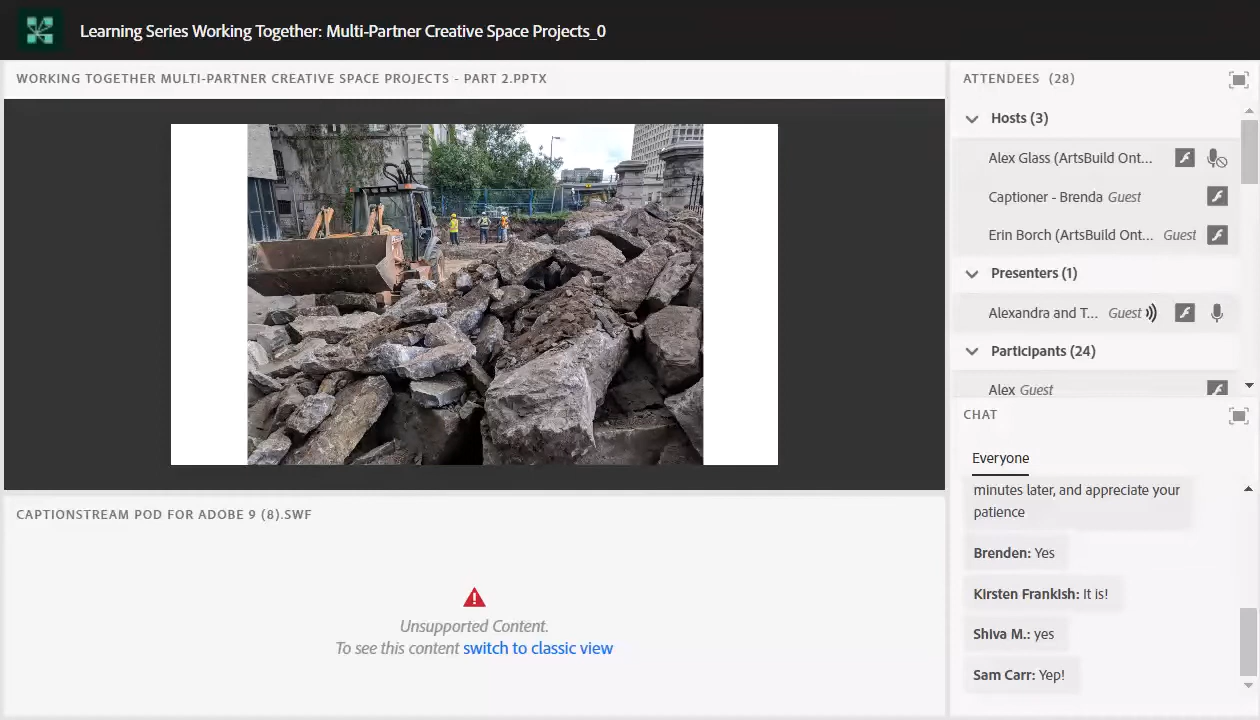 Learning Series Working Together: Multi-Partner Creative Space Projects_0
WORKING TOGETHER MULTI-PARTNER CREATIVE SPACE PROJECTS - PART 2.PPTX
CAPTIONSTREAM POD FOR ADOBE 9 (8).SWF
Unsupported Content.
To see this content switch to classic view
ATTENDEES (28)
Hosts (3)
Alex Glass (ArtsBuild Ont...
Captioner - Brenda Guest
Erin Borch (ArtsBuild Ont... Guest
Presenters (1)
Alexandra and T... Guest
Participants (24)
Alex Guest
CHAT
Everyone
minutes later, and appreciate your
patience
Brenden: Yes
Kirsten Frankish: It is!
Shiva M.: yes
Sam Carr: Yep!